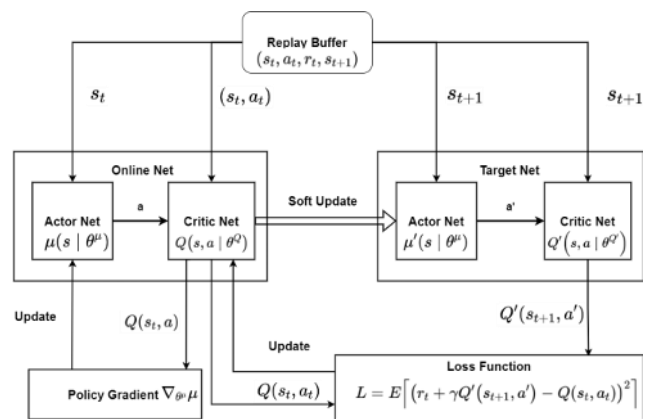 Replay Buffer
(s_t, a_t, r_t, s_{t+1})
s_t
(s_t, a_t)
s_{t+1}
s_{t+1}
Online Net
Target Net
a
Soft Update
a'
Actor Net
μ(s | θ^μ)
Critic Net
Q(s, a | θ^Q)
Actor Net
μ'(s | θ^μ)
Critic Net
Q'(s, a | θ^{Q'})
Update
Q(s_t, a)
Update
Q'(s_{t+1}, a')
Policy Gradient ∇_{θ^μ} μ
Q(s_t, a_t)
Loss Function
L = E[(r_t + γQ'(s_{t+1}, a') − Q(s_t, a_t))^2]